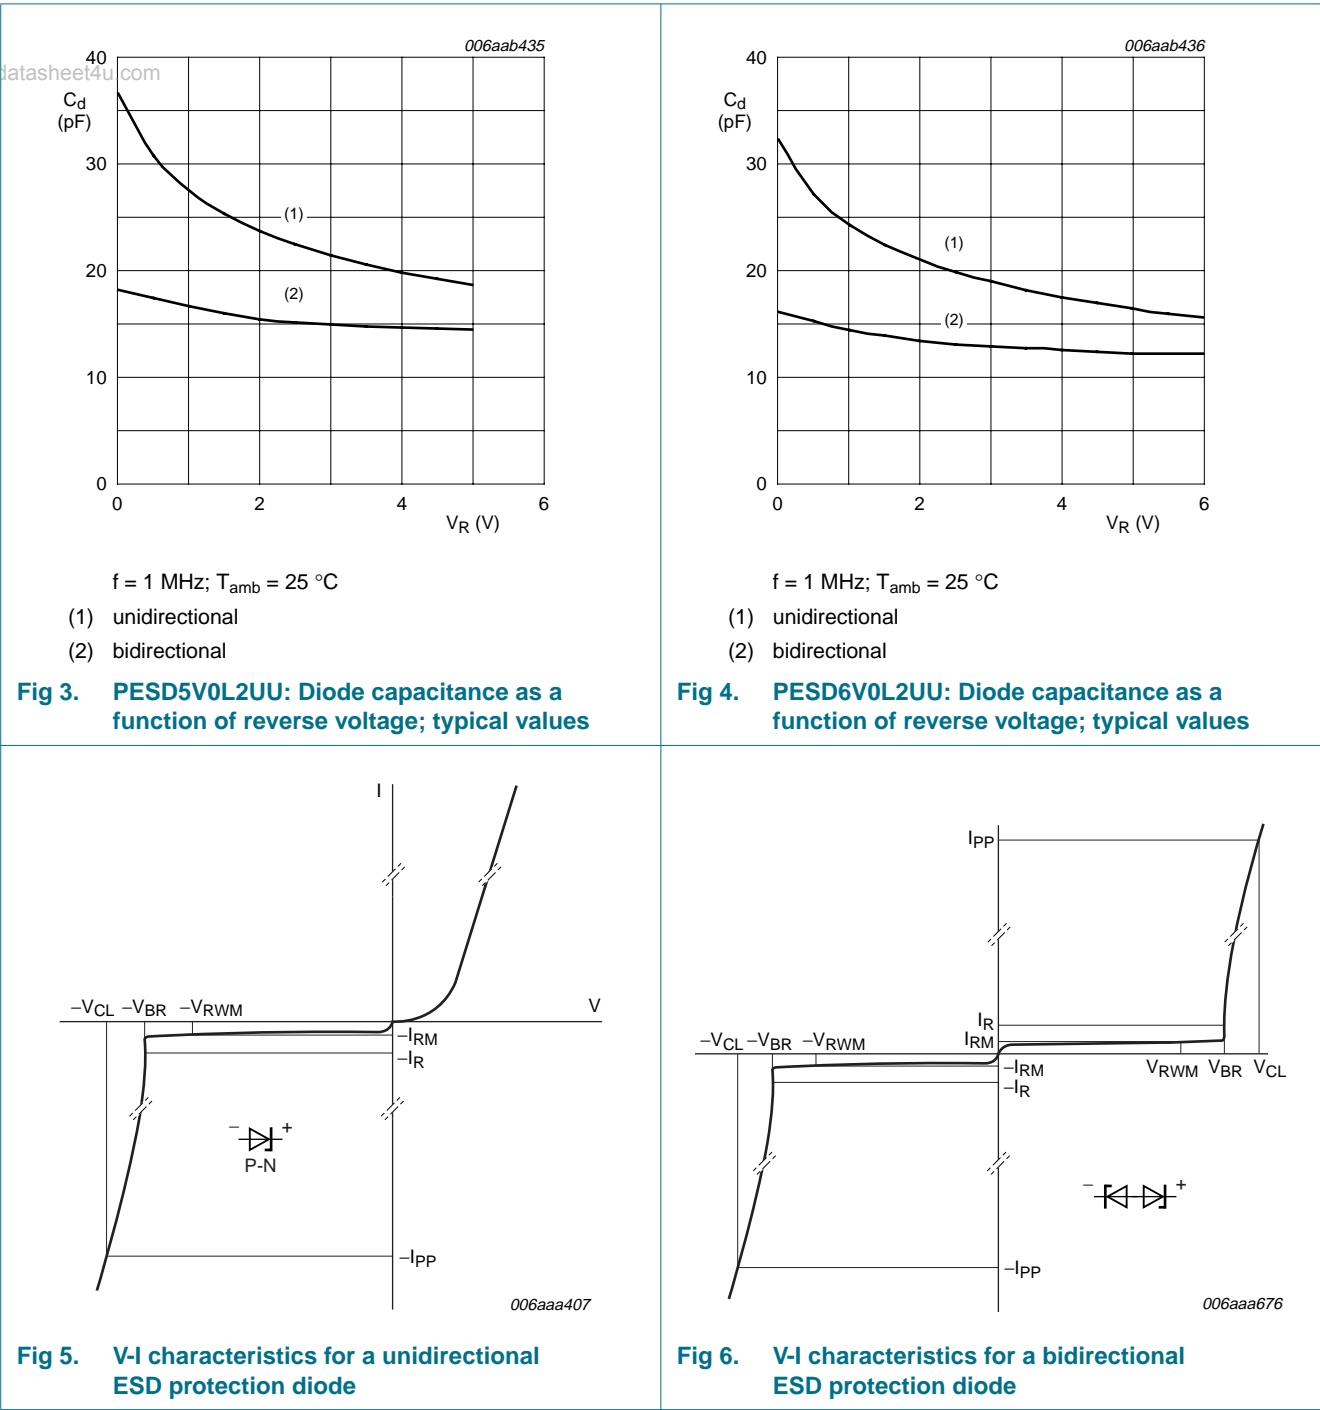 datasheet4u.com
006aab435
40
Cd
(pF)
30
20
10
0
(1)
(2)
0 2 4 6
VR (V)
f = 1 MHz; Tamb = 25 °C
(1) unidirectional
(2) bidirectional
Fig 3. PESD5V0L2UU: Diode capacitance as a
function of reverse voltage; typical values
006aab436
40
Cd
(pF)
30
20
10
0
(1)
(2)
0 2 4 6
VR (V)
f = 1 MHz; Tamb = 25 °C
(1) unidirectional
(2) bidirectional
Fig 4. PESD6V0L2UU: Diode capacitance as a
function of reverse voltage; typical values
I
−VCL −VBR −VRWM V
−IRM
−IR
− +
P-N
−IPP
006aaa407
Fig 5. V-I characteristics for a unidirectional
ESD protection diode
IPP
IR
IRM
−VCL −VBR −VRWM
VRWM VBR VCL
−IRM
−IR
− +
−IPP
006aaa676
Fig 6. V-I characteristics for a bidirectional
ESD protection diode